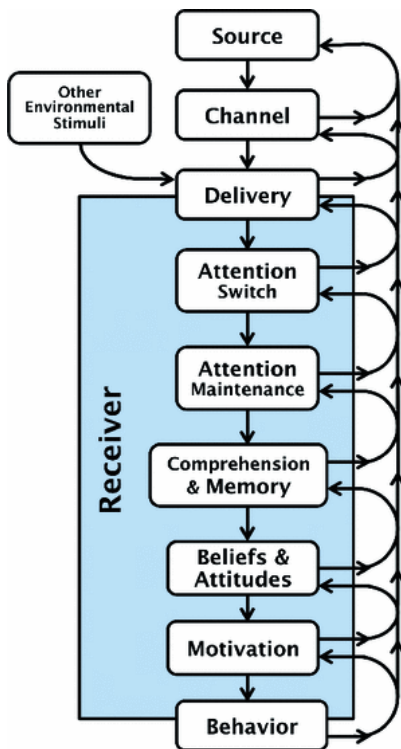 Source
Other
Environmental
Stimuli
Channel
Delivery
Attention
Switch
Attention
Maintenance
Receiver
Comprehension
& Memory
Beliefs &
Attitudes
Motivation
Behavior